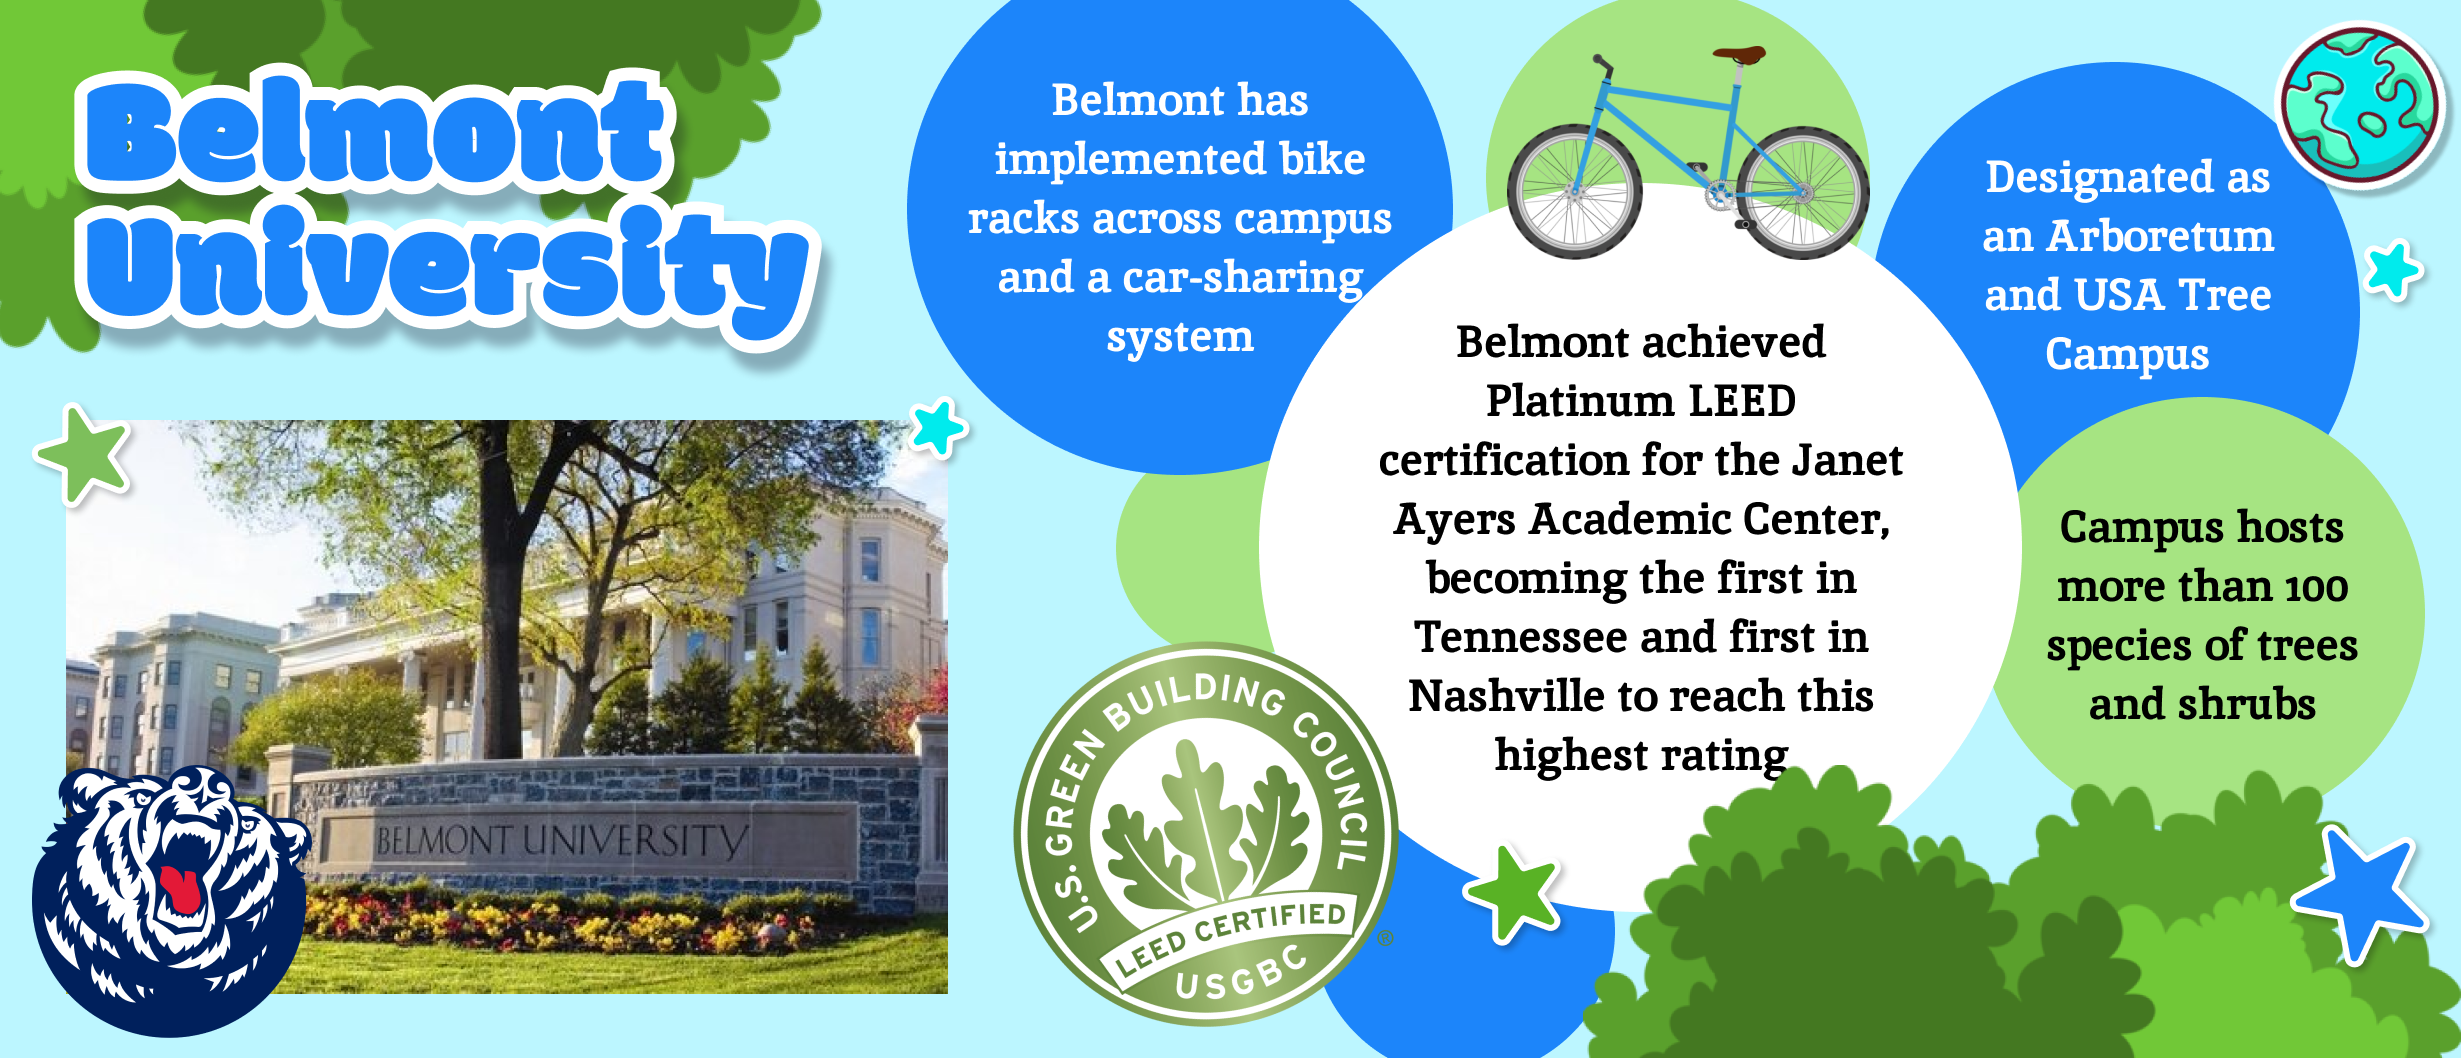 Belmont
University
Belmont has
implemented bike
racks across campus
and a car-sharing
system
Designated as
an Arboretum
and USA Tree
Campus
Belmont achieved
Platinum LEED
certification for the Janet
Ayers Academic Center,
becoming the first in
Tennessee and first in
Nashville to reach this
highest rating
Campus hosts
more than 100
species of trees
and shrubs
BELMONT UNIVERSITY
U.S. GREEN BUILDING COUNCIL
LEED CERTIFIED
USGBC
®